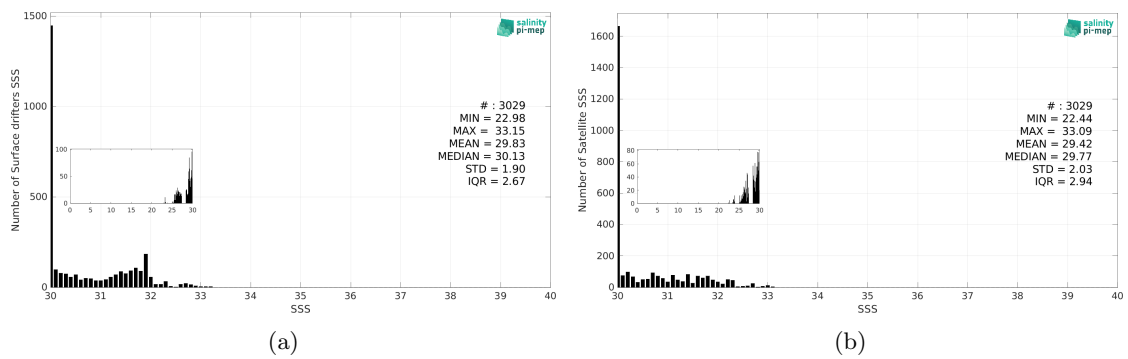 1500
1000
500
0
Number of Surface drifters SSS
salinity
pi-mep
# : 3029
MIN = 22.98
MAX = 33.15
MEAN = 29.83
MEDIAN = 30.13
STD = 1.90
IQR = 2.67
100
50
0
0 5 10 15 20 25 30
30 31 32 33 34 35 36 37 38 39 40
SSS
(a)
1600
1400
1200
1000
800
600
400
200
0
Number of Satellite SSS
salinity
pi-mep
# : 3029
MIN = 22.44
MAX = 33.09
MEAN = 29.42
MEDIAN = 29.77
STD = 2.03
IQR = 2.94
80
60
40
20
0
0 5 10 15 20 25 30
30 31 32 33 34 35 36 37 38 39 40
SSS
(b)